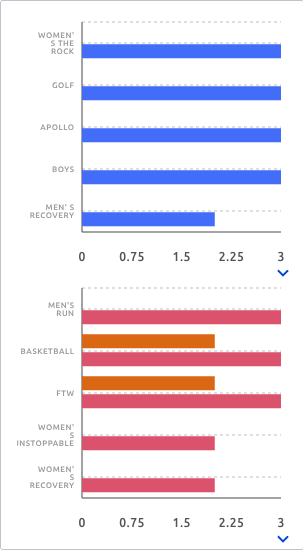 WOMEN'
S THE
ROCK
GOLF
APOLLO
BOYS
MEN' S
RECOVERY
0 0.75 1.5 2.25 3
MEN'S
RUN
BASKETBALL
FTW
WOMEN'
S
INSTOPPABLE
WOMEN'
S
RECOVERY
0 0.75 1.5 2.25 3